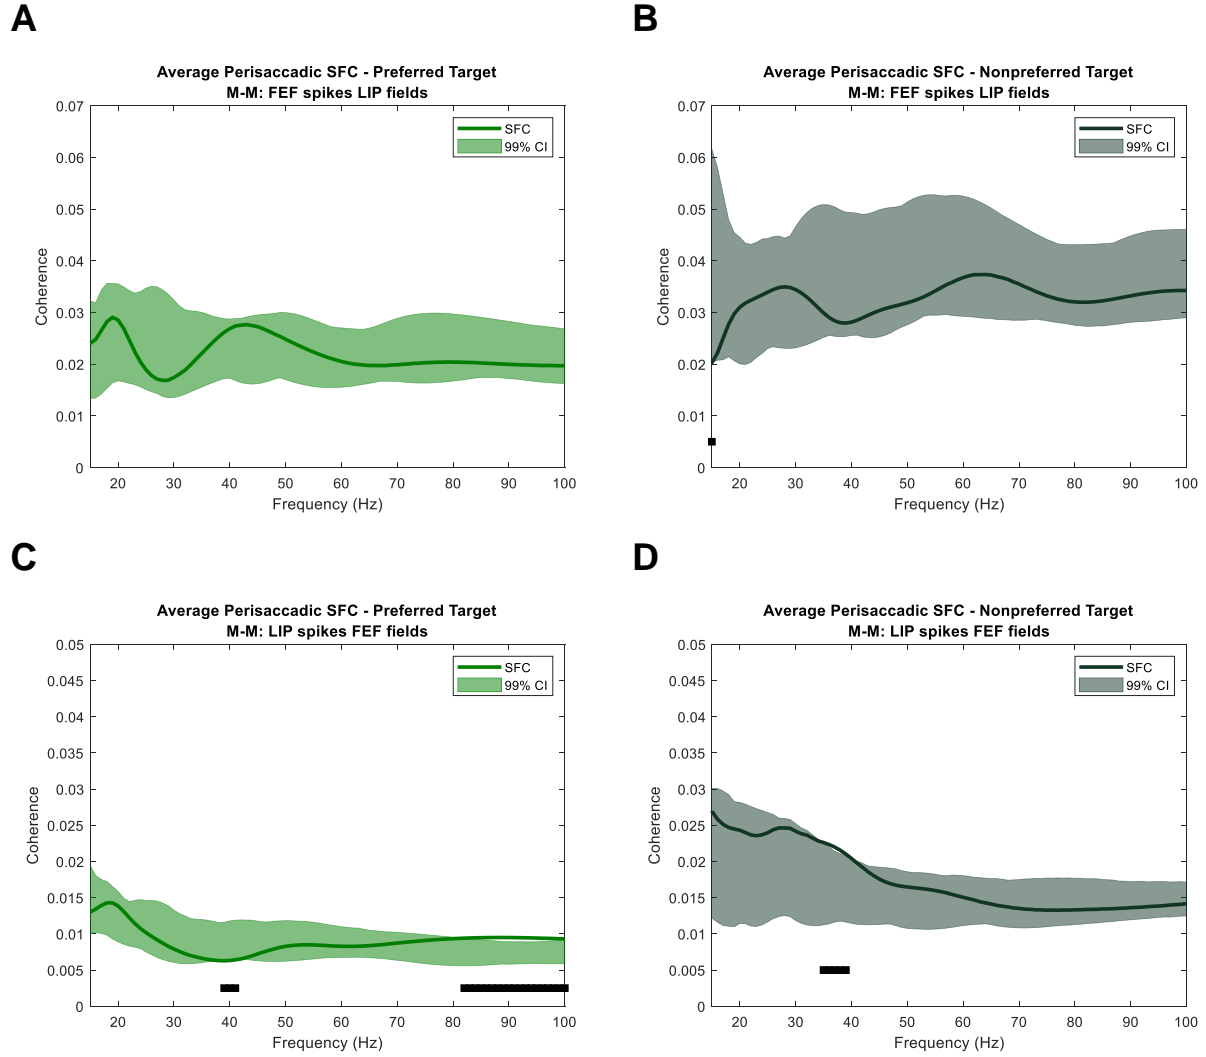 A
Average Perisaccadic SFC - Preferred Target
M-M: FEF spikes LIP fields
SFC
99% CI
0.07
0.06
0.05
0.04
0.03
0.02
0.01
0
Coherence
20 30 40 50 60 70 80 90 100
Frequency (Hz)
B
Average Perisaccadic SFC - Nonpreferred Target
M-M: FEF spikes LIP fields
SFC
99% CI
0.07
0.06
0.05
0.04
0.03
0.02
0.01
0
Coherence
20 30 40 50 60 70 80 90 100
Frequency (Hz)
C
Average Perisaccadic SFC - Preferred Target
M-M: LIP spikes FEF fields
SFC
99% CI
0.05
0.045
0.04
0.035
0.03
0.025
0.02
0.015
0.01
0.005
0
Coherence
20 30 40 50 60 70 80 90 100
Frequency (Hz)
D
Average Perisaccadic SFC - Nonpreferred Target
M-M: LIP spikes FEF fields
SFC
99% CI
0.05
0.045
0.04
0.035
0.03
0.025
0.02
0.015
0.01
0.005
0
Coherence
20 30 40 50 60 70 80 90 100
Frequency (Hz)